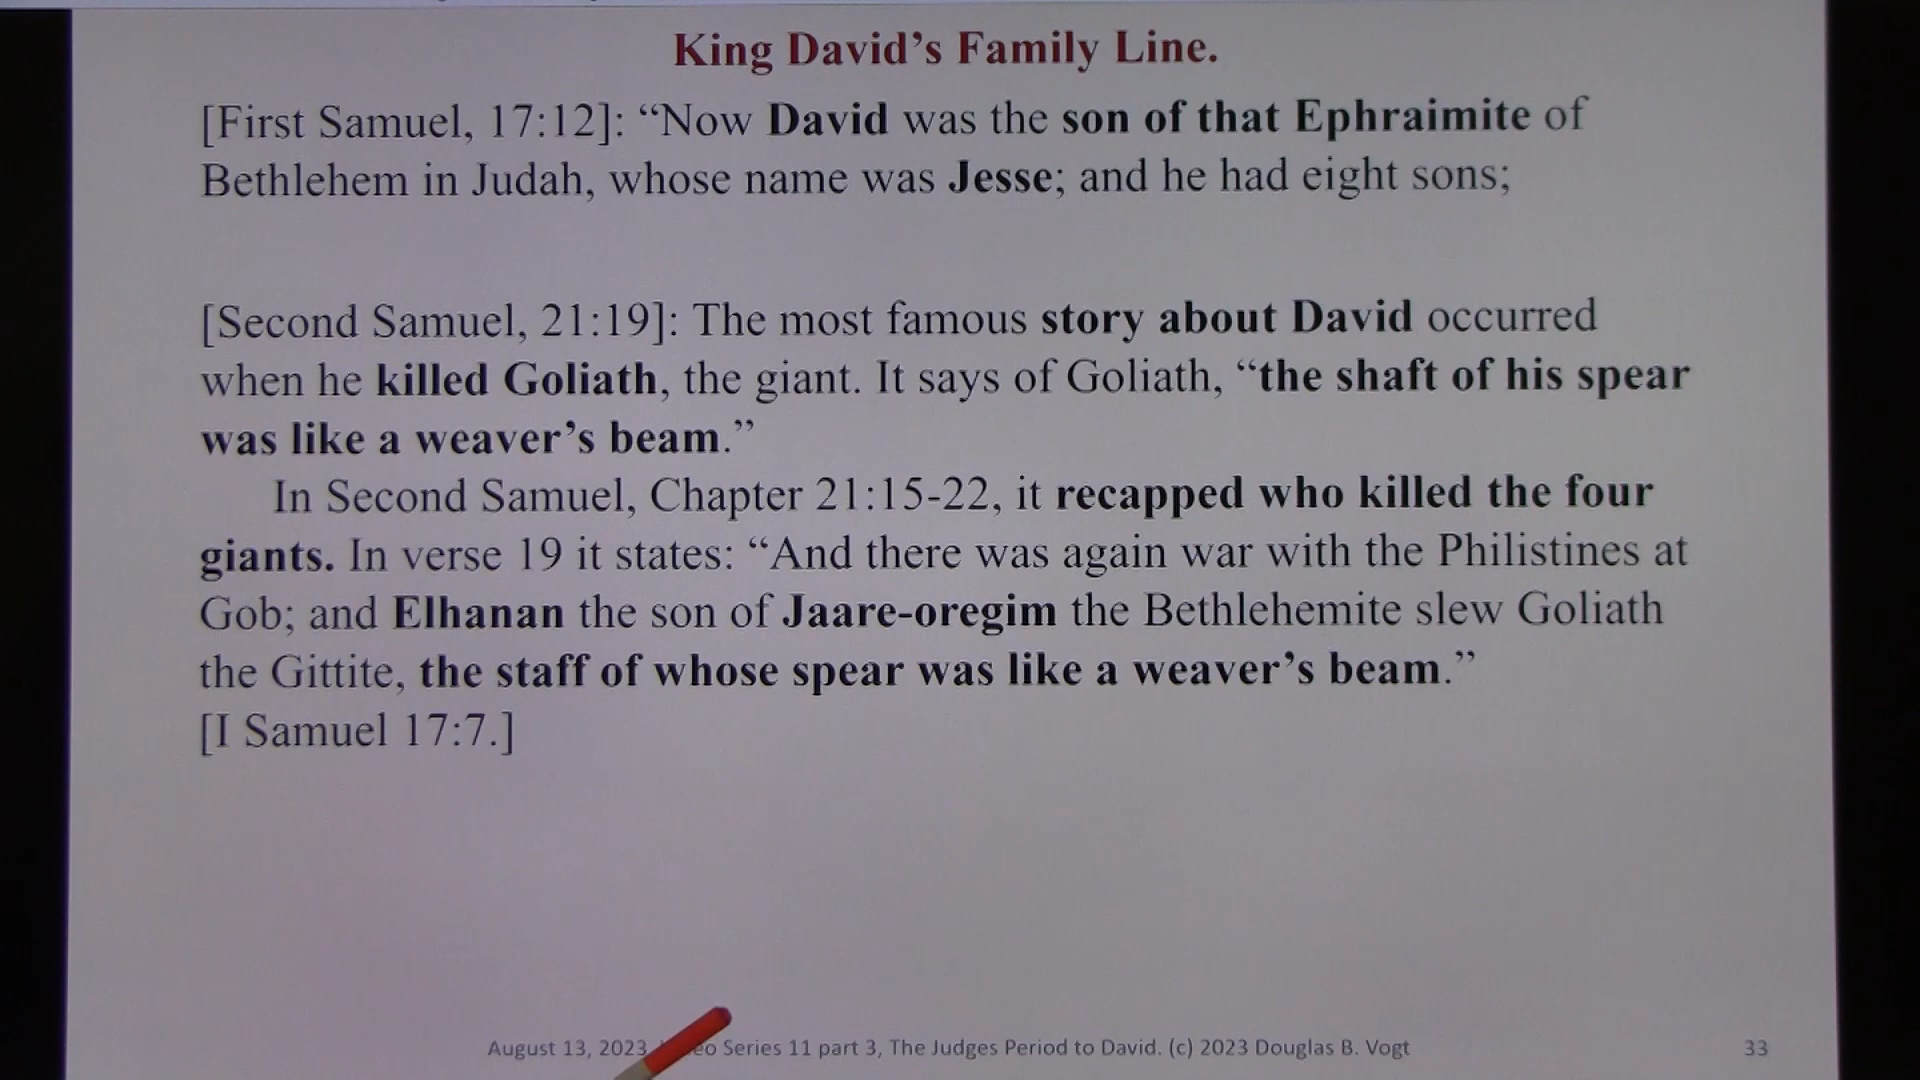 King David’s Family Line.
[First Samuel, 17:12]: “Now David was the son of that Ephraimite of
Bethlehem in Judah, whose name was Jesse; and he had eight sons;
[Second Samuel, 21:19]: The most famous story about David occurred
when he killed Goliath, the giant. It says of Goliath, “the shaft of his spear
was like a weaver’s beam.”
In Second Samuel, Chapter 21:15-22, it recapped who killed the four
giants. In verse 19 it states: “And there was again war with the Philistines at
Gob; and Elhanan the son of Jaare-oregim the Bethlehemite slew Goliath
the Gittite, the staff of whose spear was like a weaver’s beam.”
[I Samuel 17:7.]
August 13, 2023, Series 11 part 3, The Judges Period to David. (c) 2023 Douglas B. Vogt
33